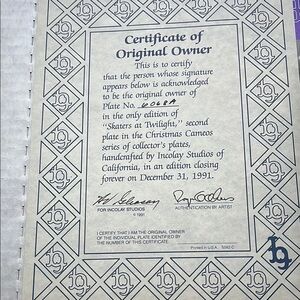 Certificate of
Original Owner
This is to certify
that the person whose signature
appears below is acknowledged
to be the original owner of
Plate No. 6068A
in the only edition of
"Skaters at Twilight," second
plate in the Christmas Cameos
series of collector's plates,
handcrafted by Incolay Studios of
California, in an edition closing
forever on December 31, 1991.
FOR INCOLAY STUDIOS
© 1991
AUTHENTICATION BY ARTIST
I CERTIFY THAT I AM THE ORIGINAL OWNER
OF THE INDIVIDUAL PLATE IDENTIFIED BY
THE NUMBER OF THIS CERTIFICATE.
Printed in U.S.A.